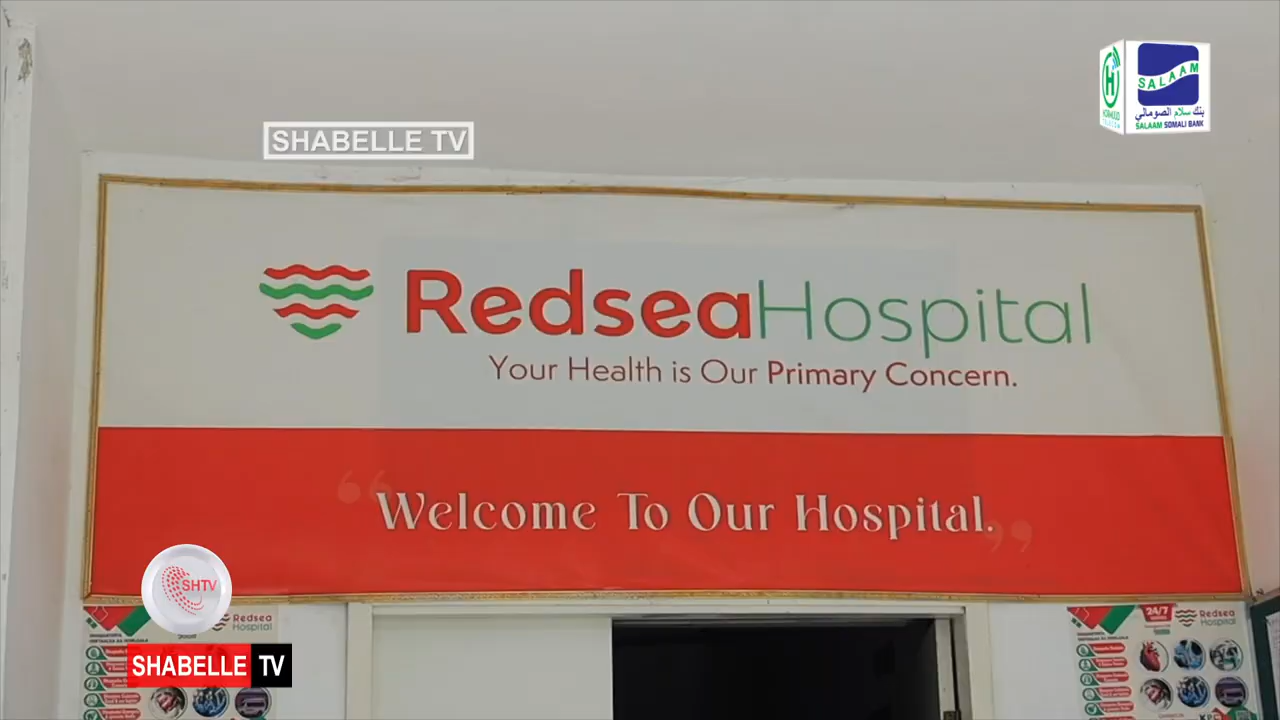 SHABELLE TV
HORMUUD
SALAAM
بنك سلام الصومالي
SALAAM SOMALI BANK
RedseaHospital
Your Health is Our Primary Concern.
“Welcome To Our Hospital.”
SHTV
SHABELLE TV
Redsea
Hospital
24/7
Redsea
Hospital